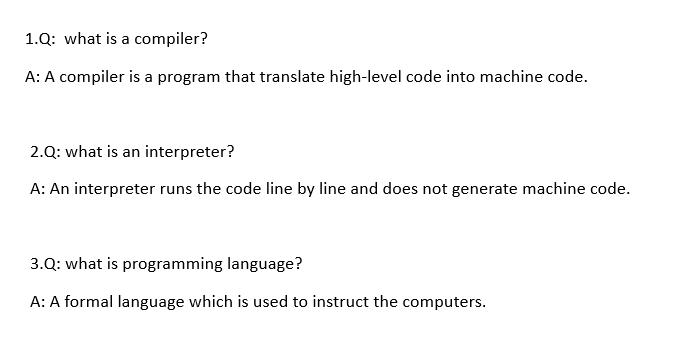 1.Q:  what is a compiler?
A: A compiler is a program that translate high-level code into machine code.
2.Q: what is an interpreter?
A: An interpreter runs the code line by line and does not generate machine code.
3.Q: what is programming language?
A: A formal language which is used to instruct the computers.